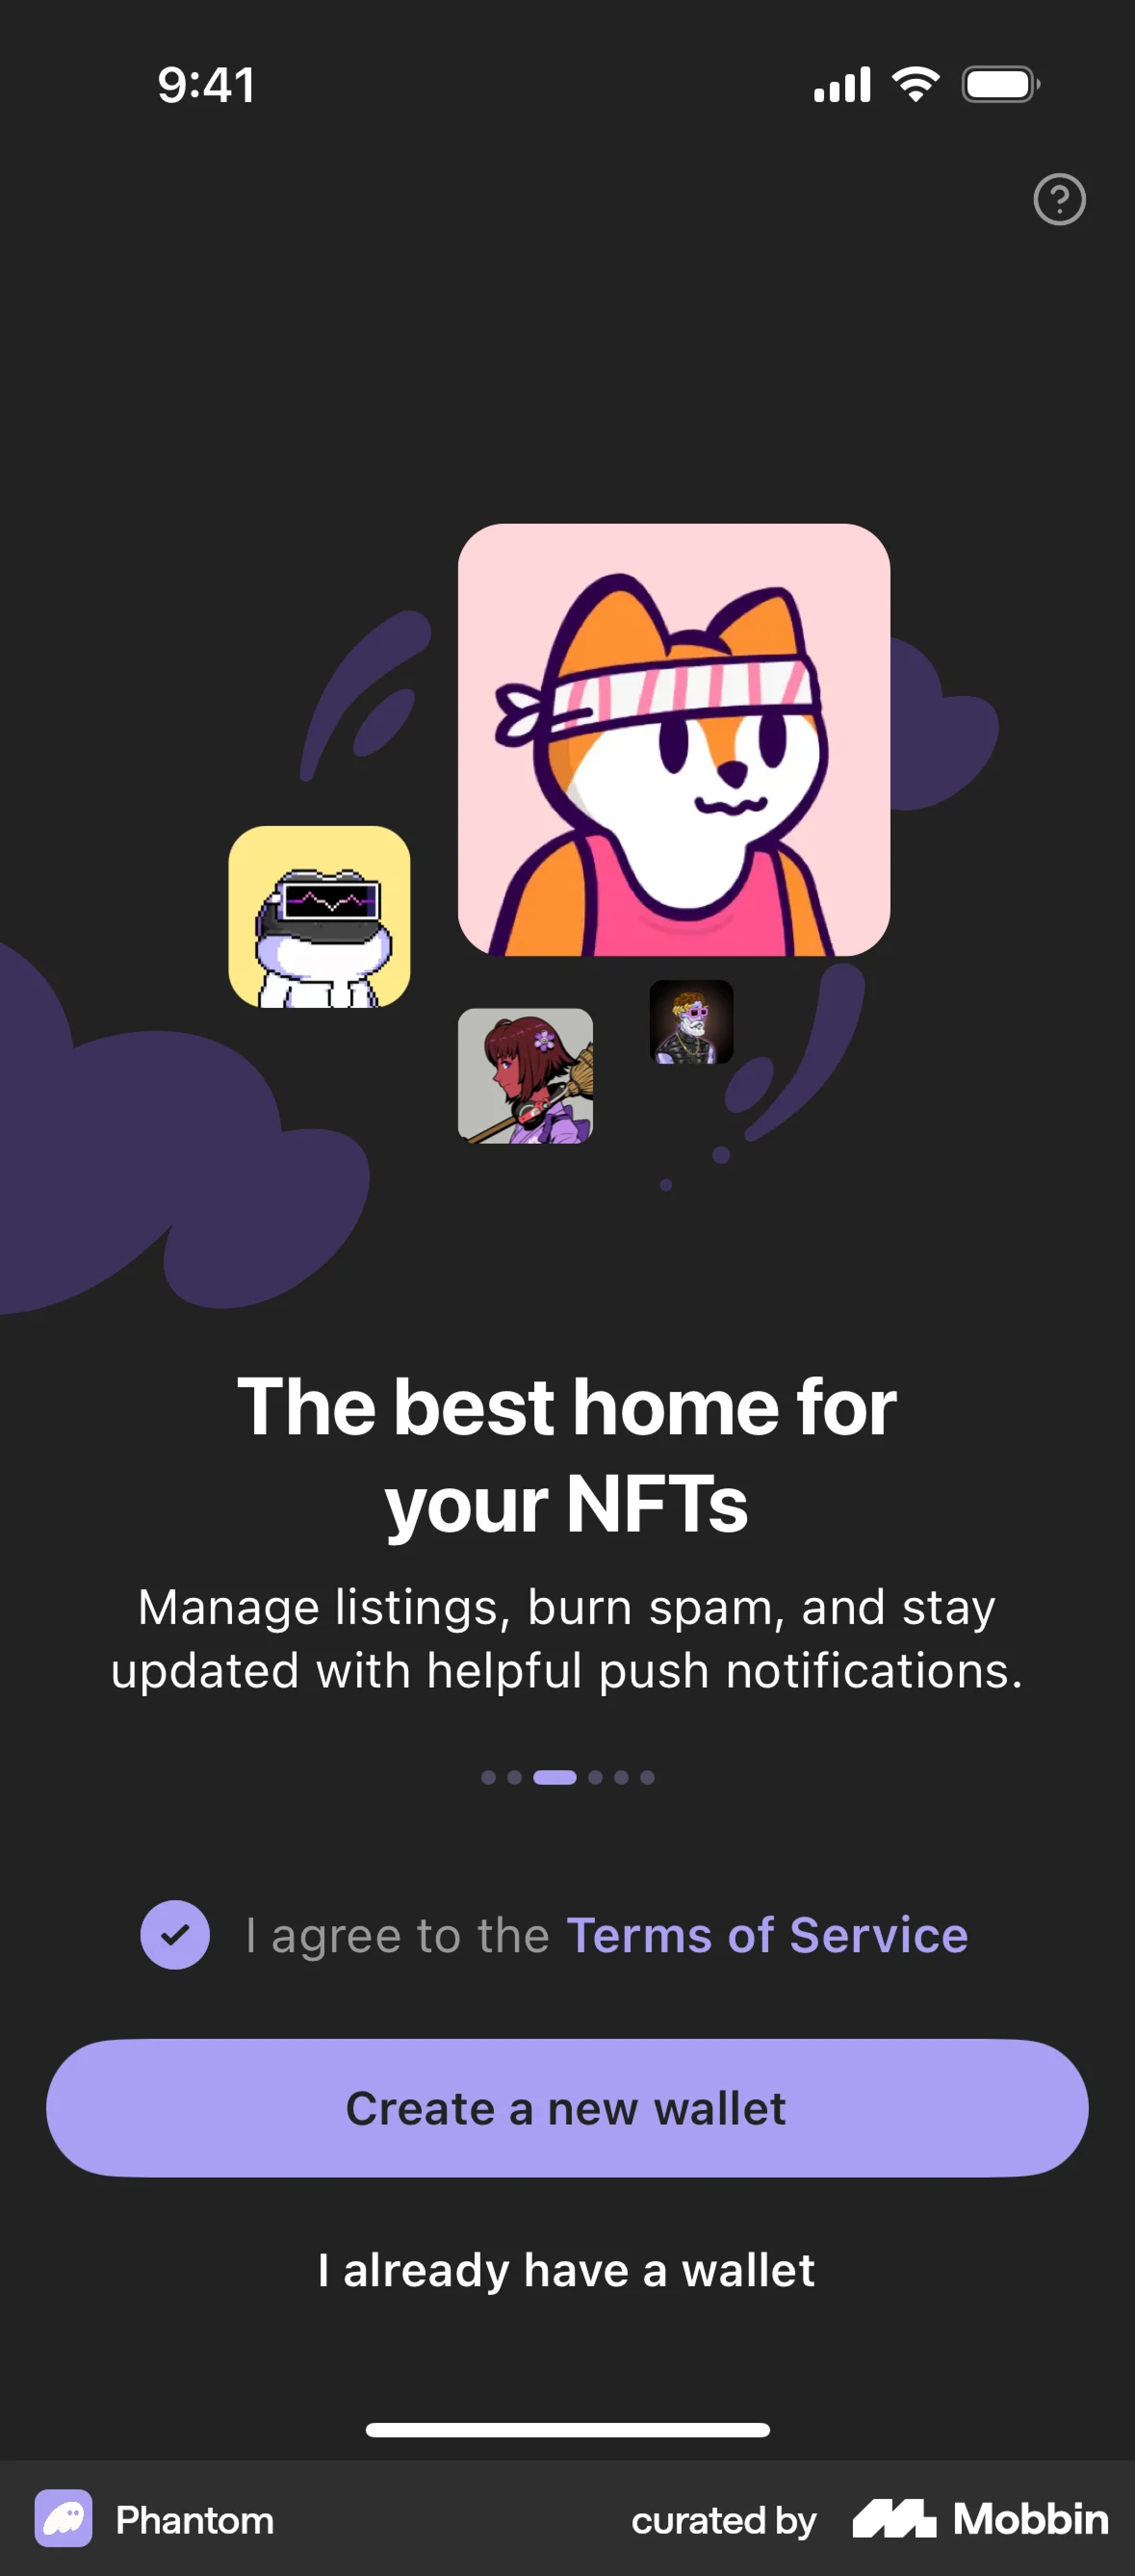 9:41
The best home for
your NFTs
Manage listings, burn spam, and stay
updated with helpful push notifications.
I agree to the Terms of Service
Create a new wallet
I already have a wallet
Phantom
curated by Mobbin